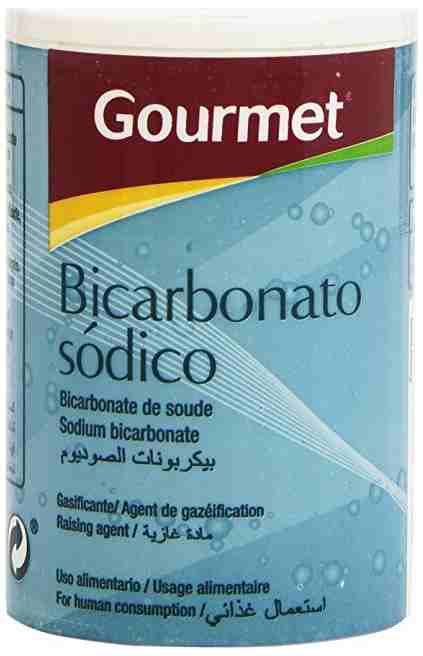 Gourmet
Bicarbonato
sódico
Bicarbonate de soude
Sodium bicarbonate
بيكربونات الصوديوم
Gasificante/ Agent de gazéification
Raising agent / مادة غازية
Uso alimentario / Usage alimentaire
For human consumption/ استعمال غذائي